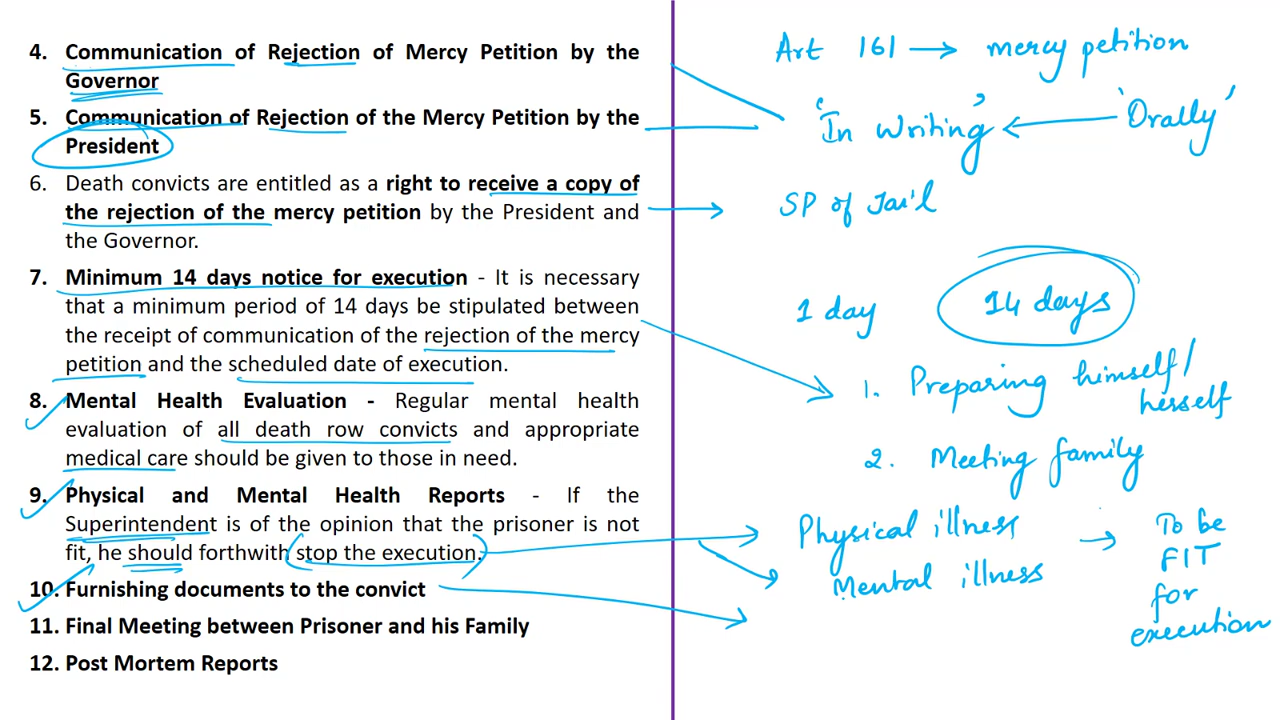 4. Communication of Rejection of Mercy Petition by the
Governor
5. Communication of Rejection of the Mercy Petition by the
President
6. Death convicts are entitled as a right to receive a copy of
the rejection of the mercy petition by the President and
the Governor.
7. Minimum 14 days notice for execution - It is necessary
that a minimum period of 14 days be stipulated between
the receipt of communication of the rejection of the mercy
petition and the scheduled date of execution.
8. Mental Health Evaluation - Regular mental health
evaluation of all death row convicts and appropriate
medical care should be given to those in need.
9. Physical and Mental Health Reports - If the
Superintendent is of the opinion that the prisoner is not
fit, he should forthwith stop the execution.
10. Furnishing documents to the convict
11. Final Meeting between Prisoner and his Family
12. Post Mortem Reports
Art 161 → mercy petition
'In Writing' ← 'Orally'
SP of Jail
1 day 14 days
1. Preparing himself/
herself
2. Meeting family
Physical illness → To be
Mental illness FIT
for
execution